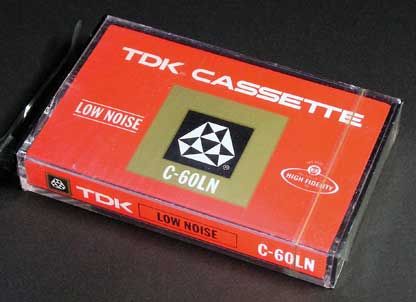 TDK CASSETTE
LOW NOISE
C-60LN
®
HIGH FIDELITY
TDK
LOW NOISE
C-60LN